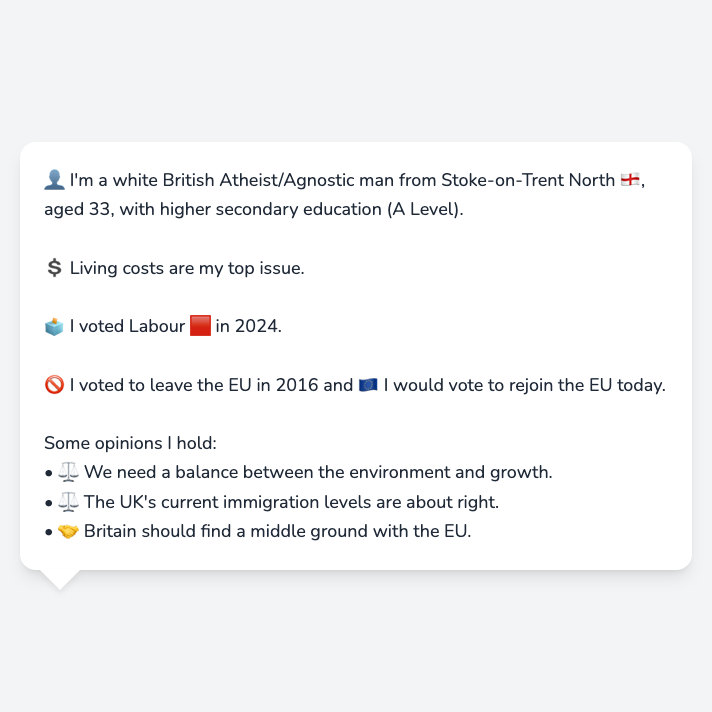 👤 I'm a white British Atheist/Agnostic man from Stoke-on-Trent North 🏴󠁧󠁢󠁥󠁮󠁧󠁿,
aged 33, with higher secondary education (A Level).
💲 Living costs are my top issue.
🗳️ I voted Labour 🟥 in 2024.
🚫 I voted to leave the EU in 2016 and 🇪🇺 I would vote to rejoin the EU today.
Some opinions I hold:
• ⚖️ We need a balance between the environment and growth.
• ⚖️ The UK's current immigration levels are about right.
• 🤝 Britain should find a middle ground with the EU.